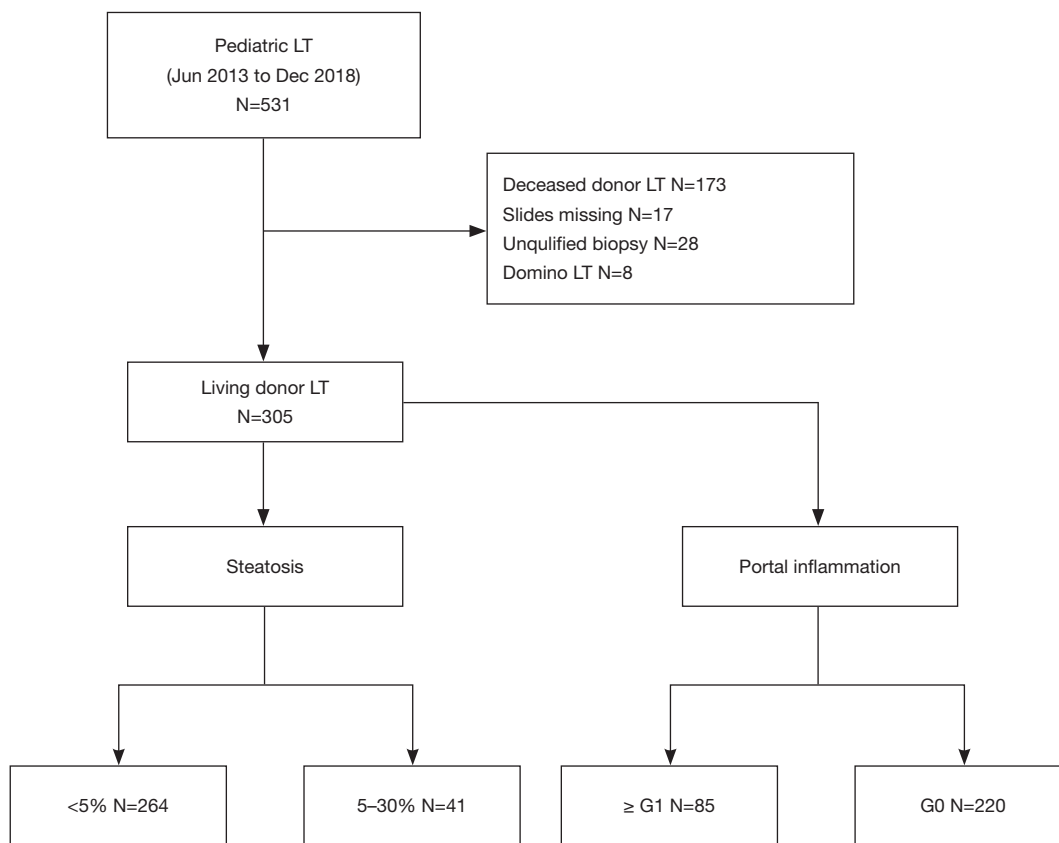 Pediatric LT
(Jun 2013 to Dec 2018)
N=531
Deceased donor LT N=173
Slides missing N=17
Unqulified biopsy N=28
Domino LT N=8
Living donor LT
N=305
Steatosis
Portal inflammation
<5% N=264
5–30% N=41
≥ G1 N=85
G0 N=220